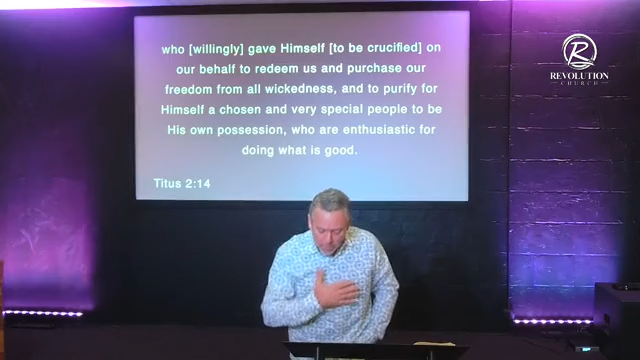 who [willingly] gave Himself [to be crucified] on
our behalf to redeem us and purchase our
freedom from all wickedness, and to purify for
Himself a chosen and very special people to be
His own possession, who are enthusiastic for
doing what is good.
Titus 2:14
R
REVOLUTION
CHURCH